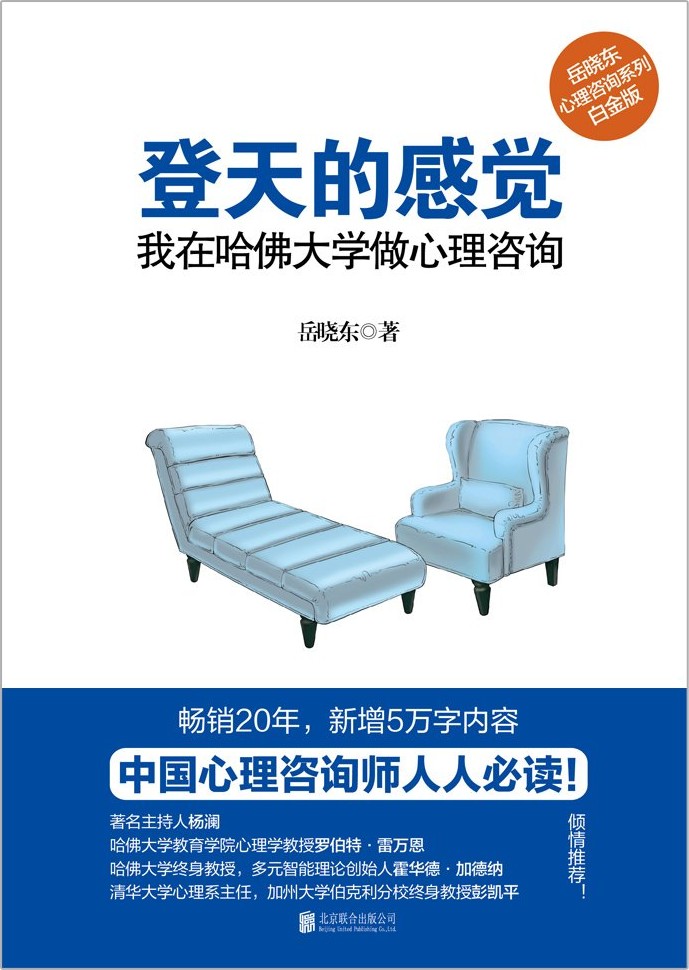 岳晓东
心理咨询系列
白金版
登天的感觉
我在哈佛大学做心理咨询
岳晓东◎著
畅销20年，新增5万字内容
中国心理咨询师人人必读！
著名主持人杨澜
哈佛大学教育学院心理学教授罗伯特·雷万恩
哈佛大学终身教授，多元智能理论创始人霍华德·加德纳
清华大学心理系主任，加州大学伯克利分校终身教授彭凯平
倾情推荐！
北京联合出版公司
Beijing United Publishing Co.,Ltd.